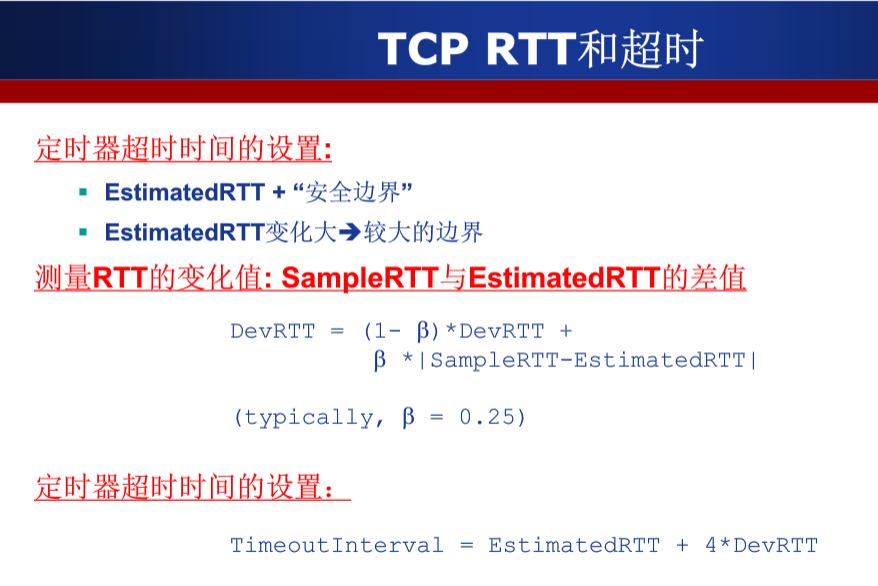 TCP RTT和超时
定时器超时时间的设置:
▪ EstimatedRTT + “安全边界”
▪ EstimatedRTT变化大➔较大的边界
测量RTT的变化值: SampleRTT与EstimatedRTT的差值
DevRTT = (1- β)*DevRTT +
β *|SampleRTT-EstimatedRTT|
(typically, β = 0.25)
定时器超时时间的设置：
TimeoutInterval = EstimatedRTT + 4*DevRTT